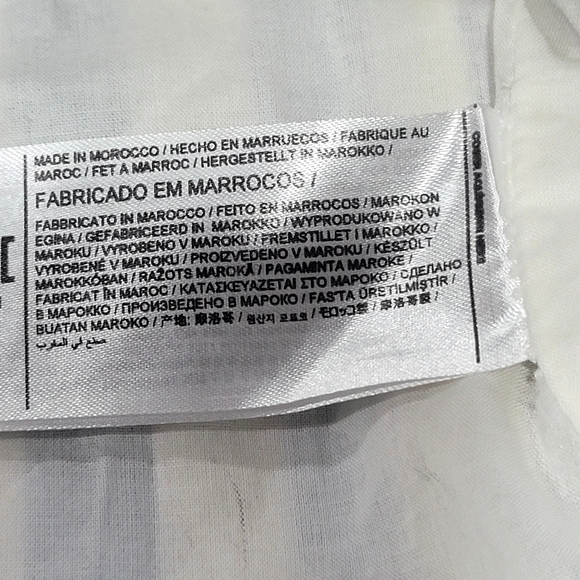 MADE IN MOROCCO / HECHO EN MARRUECOS / FABRIQUE AU
MAROC / FET A MARROC / HERGESTELLT IN MAROKKO /
FABRICADO EM MARROCOS /
FABBRICATO IN MAROCCO / FEITO EN MARROCOS / MAROKON
EGINA / GEFABRICEERD IN MAROKKO / WYPRODUKOWANO W
MAROKU / VYROBENO V MAROKU / FREMSTILLET I MAROKKO /
VYROBENÉ V MAROKU / PROIZVEDENO V MAROKU / KÉSZÜLT
MAROKKÓBAN / RAŽOTS MAROKĀ / PAGAMINTA MAROKE /
FABRICAT ÎN MAROC / ΚΑΤΑΣΚΕΥΑΖΕΤΑΙ ΣΤΟ ΜΑΡΟΚΟ / СДЕЛАНО
В МАРОККО / ПРОИЗВЕДЕНО В МАРОКО / FAS'TA ÜRETİLMİŞTİR /
BUATAN MAROKO / 产地: 摩洛哥 / 원산지 모로코 / モロッコ製 / 摩洛哥製 /
صنع في المغرب